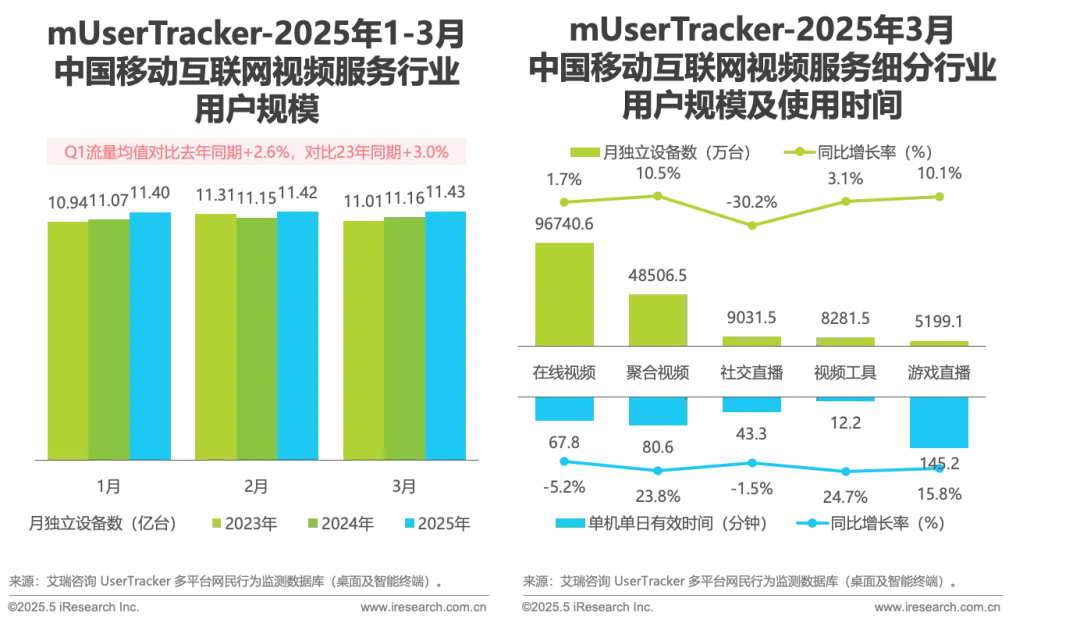 mUserTracker-2025年1-3月
中国移动互联网视频服务行业
用户规模
Q1流量均值对比去年同期+2.6%，对比23年同期+3.0%
10.94 11.07 11.40
11.31 11.15 11.42
11.01 11.16 11.43
1月 2月 3月
月独立设备数（亿台） 2023年 2024年 2025年
来源：艾瑞咨询 UserTracker 多平台网民行为监测数据库（桌面及智能终端）。
©2025.5 iResearch Inc. www.iresearch.com.cn
mUserTracker-2025年3月
中国移动互联网视频服务细分行业
用户规模及使用时间
月独立设备数（万台） 同比增长率（%）
1.7% 10.5% -30.2% 3.1% 10.1%
96740.6 48506.5 9031.5 8281.5 5199.1
在线视频 聚合视频 社交直播 视频工具 游戏直播
67.8 80.6 43.3 12.2 145.2
-5.2% 23.8% -1.5% 24.7% 15.8%
单机单日有效时间（分钟） 同比增长率（%）
来源：艾瑞咨询 UserTracker 多平台网民行为监测数据库（桌面及智能终端）。
©2025.5 iResearch Inc. www.iresearch.com.cn